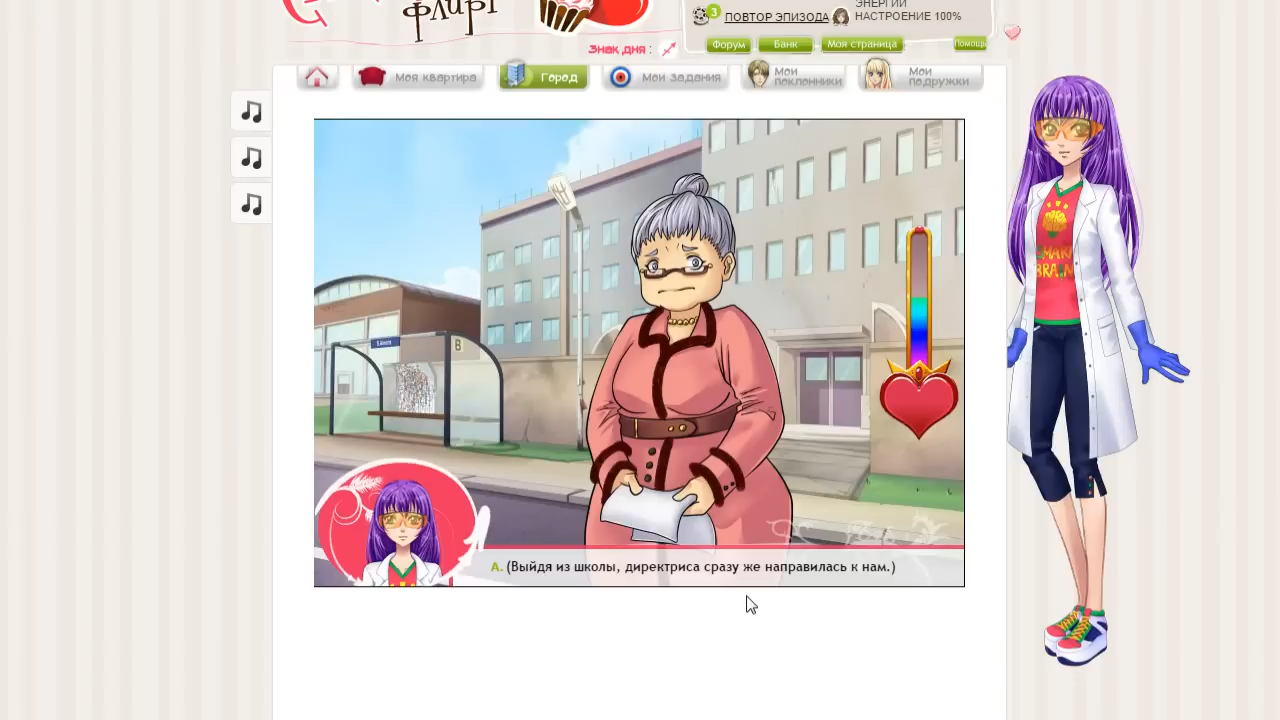 флирт
3
ПОВТОР ЭПИЗОДА
ЭНЕРГИИ
НАСТРОЕНИЕ 100%
Знак дня :
Форум
Банк
Моя страница
Помощь
Моя квартира
Город
Мои задания
Мои поклонники
Мои подружки
B
А. (Выйдя из школы, директриса сразу же направилась к нам.)